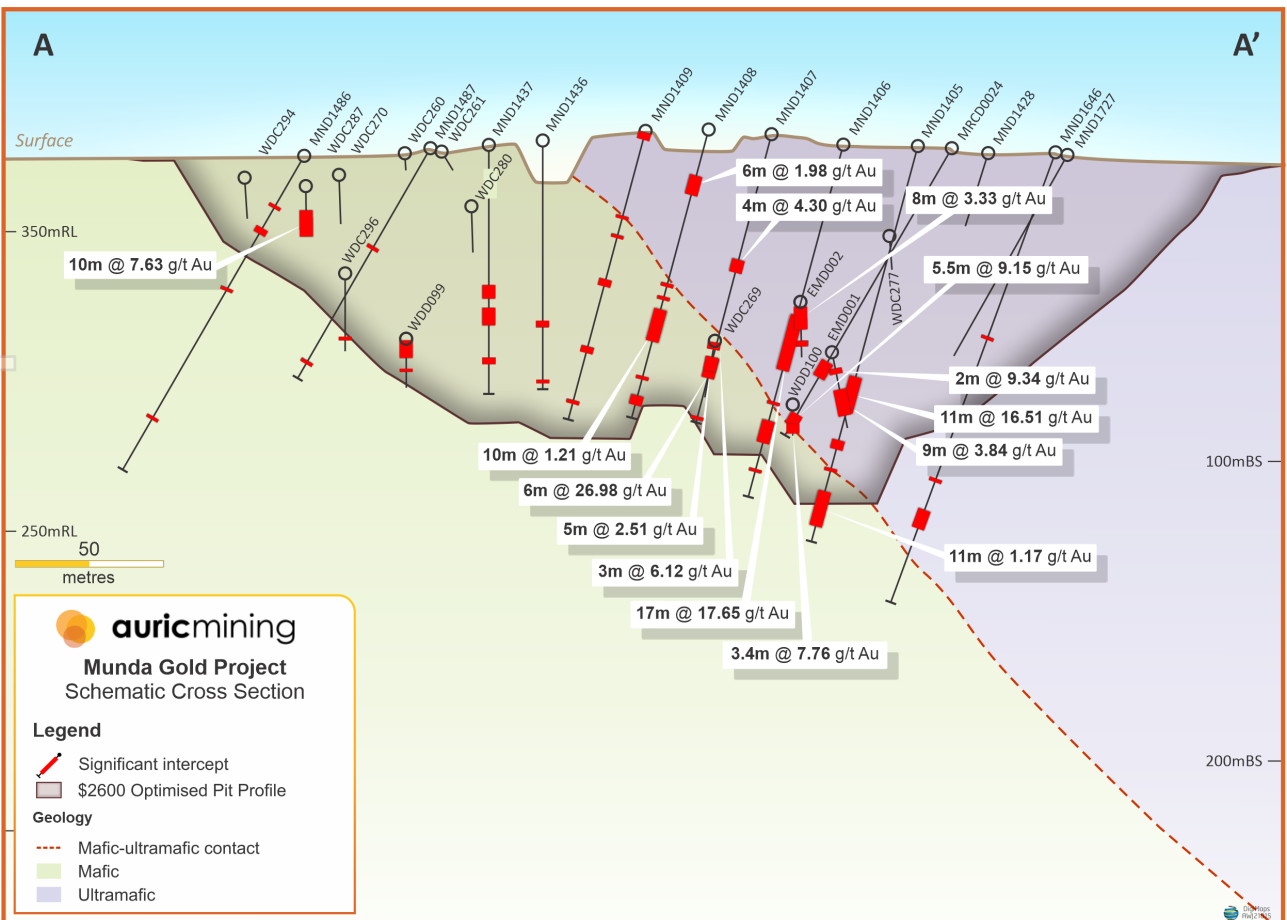 A
A’
Surface
WDC294
MND1486
WDC287
WDC270
WDC260
MND1487
WDC261
MND1437
WDC280
MND1436
MND1409
MND1408
MND1407
MND1406
MND1405
MRCD0024
MND1428
MND1646
MND1727
WDC296
WDD099
WDC269
EMD002
EMD001
WDD100
WDC277
350mRL
250mRL
100mBS
200mBS
10m @ 7.63 g/t Au
6m @ 1.98 g/t Au
4m @ 4.30 g/t Au
8m @ 3.33 g/t Au
5.5m @ 9.15 g/t Au
2m @ 9.34 g/t Au
11m @ 16.51 g/t Au
9m @ 3.84 g/t Au
10m @ 1.21 g/t Au
6m @ 26.98 g/t Au
5m @ 2.51 g/t Au
3m @ 6.12 g/t Au
17m @ 17.65 g/t Au
3.4m @ 7.76 g/t Au
11m @ 1.17 g/t Au
50
metres
auricmining
Munda Gold Project
Schematic Cross Section
Legend
Significant intercept
$2600 Optimised Pit Profile
Geology
Mafic-ultramafic contact
Mafic
Ultramafic
DigMaps